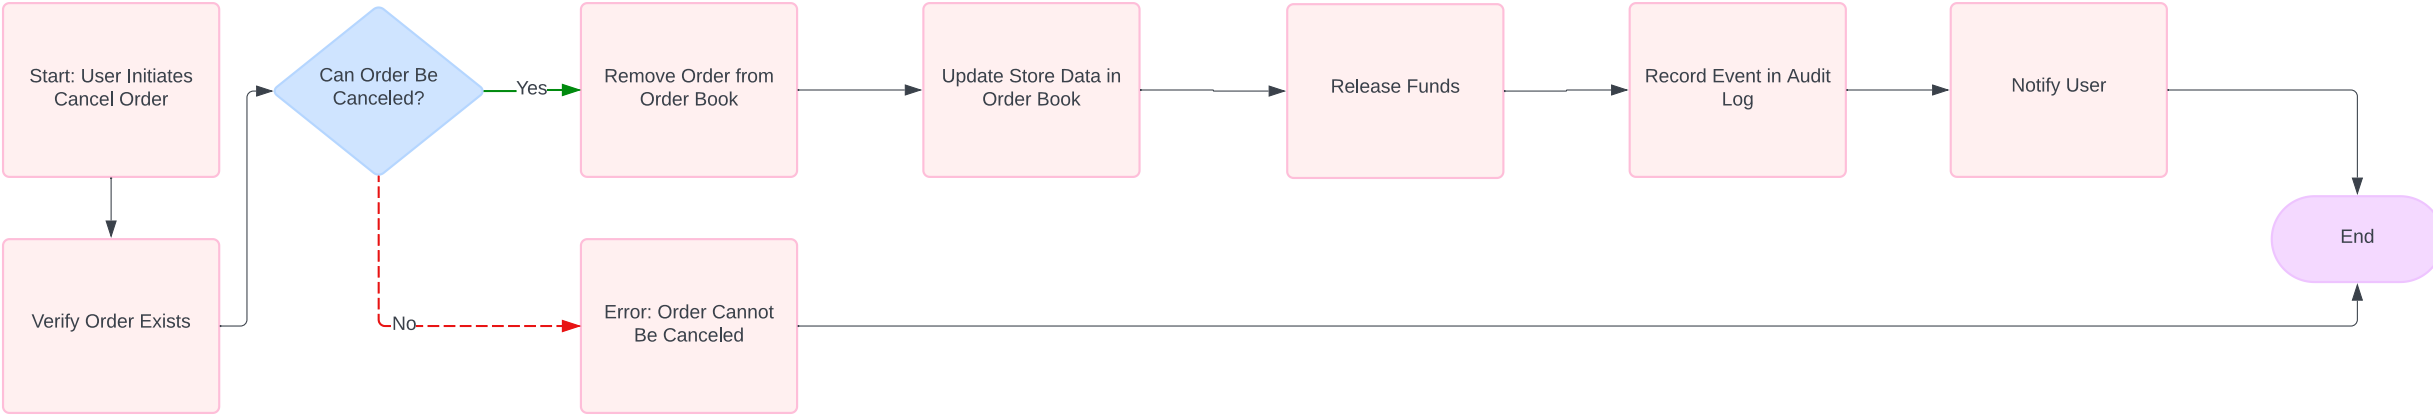 Start: User Initiates
Cancel Order
Verify Order Exists
Can Order Be
Canceled?
Yes
No
Remove Order from
Order Book
Update Store Data in
Order Book
Release Funds
Record Event in Audit
Log
Notify User
Error: Order Cannot
Be Canceled
End